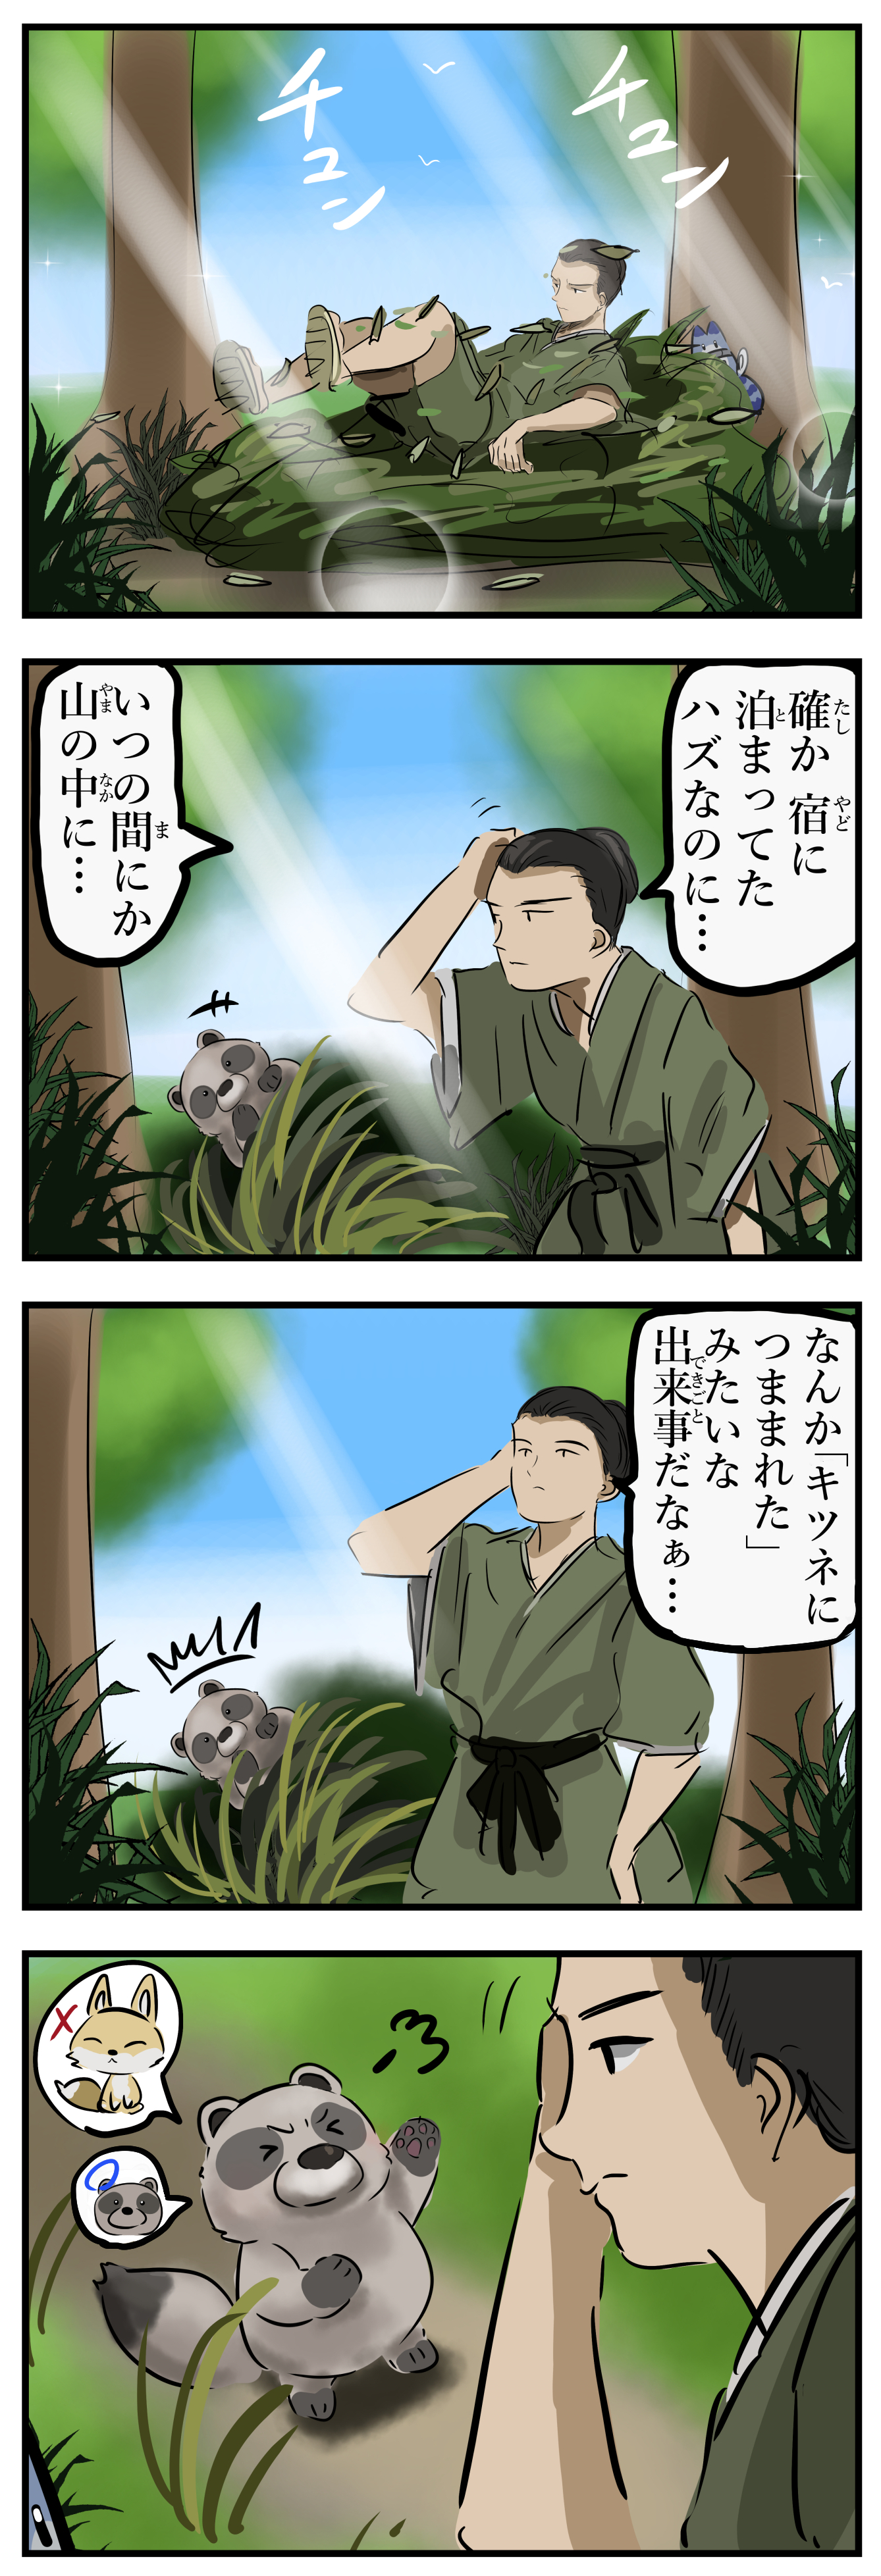 チュン
チュン
確か 宿に
泊まってた
ハズなのに…
いつの間にか
山の中に…
なんか「キツネに
つままれた」
みたいな
出来事だなぁ…